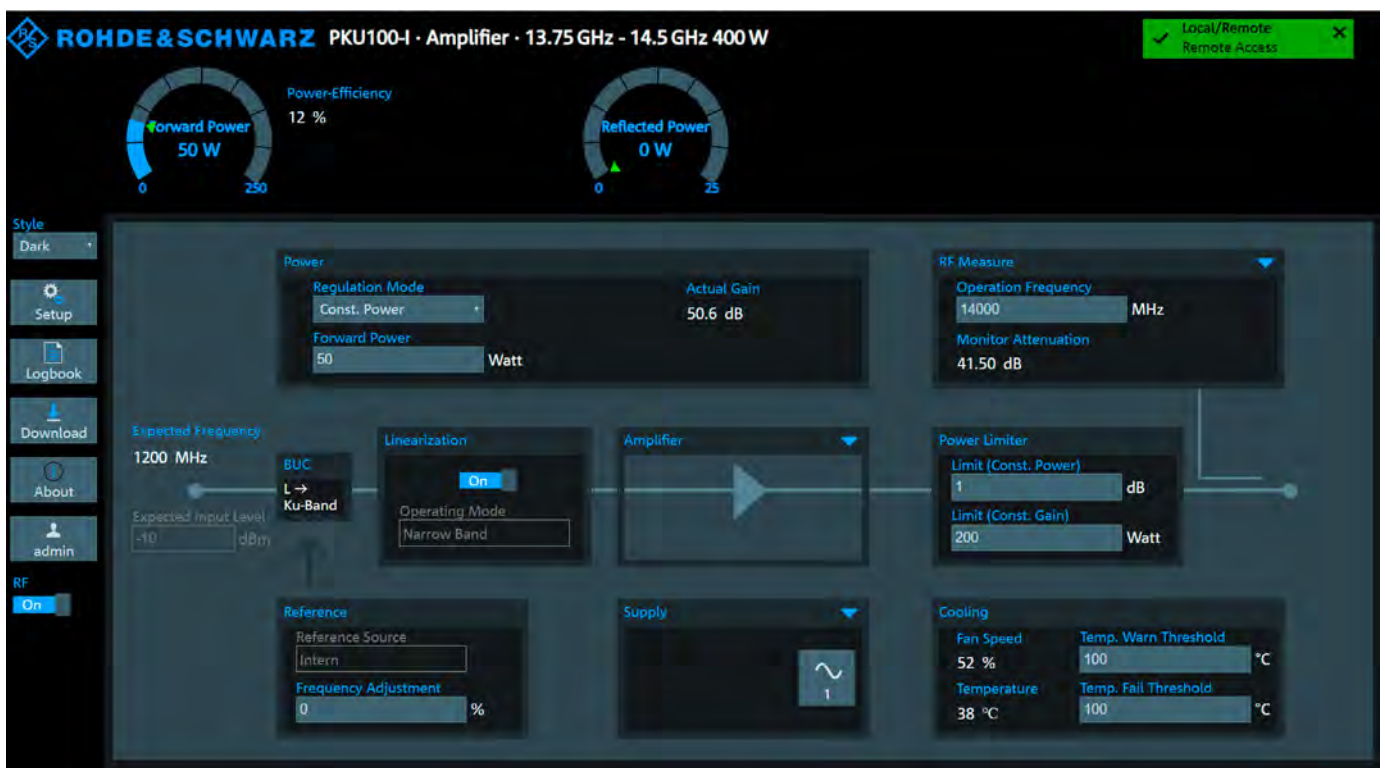 R&S ROHDE&SCHWARZ PKU100-I · Amplifier · 13.75 GHz - 14.5 GHz 400 W
Local/Remote
Remote Access
Forward Power
50 W
0 250
Power-Efficiency
12 %
Reflected Power
0 W
0 25
Style
Dark
Setup
Logbook
Download
About
admin
RF
On
Power
Regulation Mode
Const. Power
Forward Power
50 Watt
Actual Gain
50.6 dB
RF Measure
Operation Frequency
14000 MHz
Monitor Attenuation
41.50 dB
Expected Frequency
1200 MHz
Expected Input Level
-10 dBm
BUC
L →
Ku-Band
Linearization
On
Operating Mode
Narrow Band
Amplifier
Power Limiter
Limit (Const. Power)
1 dB
Limit (Const. Gain)
200 Watt
Reference
Reference Source
Intern
Frequency Adjustment
0 %
Supply
1
Cooling
Fan Speed
52 %
Temperature
38 °C
Temp. Warn Threshold
100 °C
Temp. Fail Threshold
100 °C